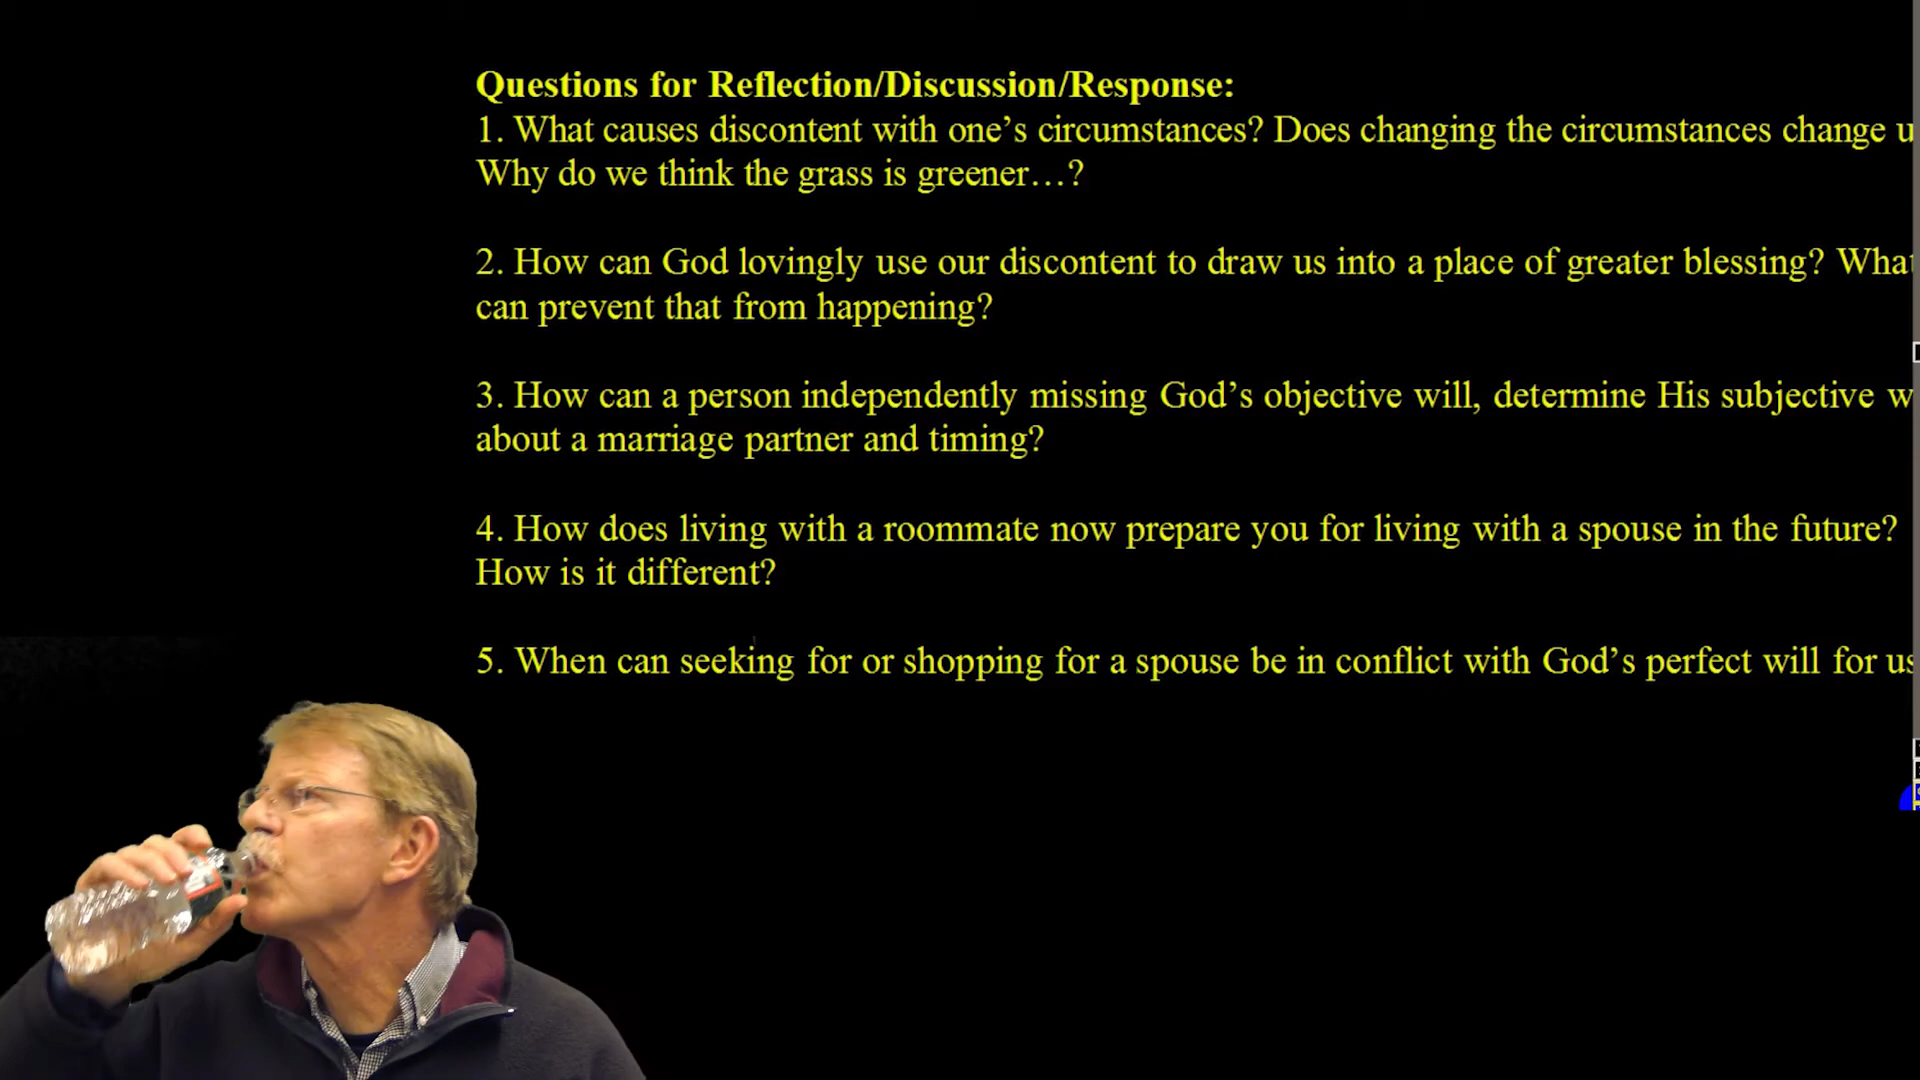 Questions for Reflection/Discussion/Response:
1. What causes discontent with one’s circumstances? Does changing the circumstances change
Why do we think the grass is greener…?
2. How can God lovingly use our discontent to draw us into a place of greater blessing? What
can prevent that from happening?
3. How can a person independently missing God’s objective will, determine His subjective
about a marriage partner and timing?
4. How does living with a roommate now prepare you for living with a spouse in the future?
How is it different?
5. When can seeking for or shopping for a spouse be in conflict with God’s perfect will for us